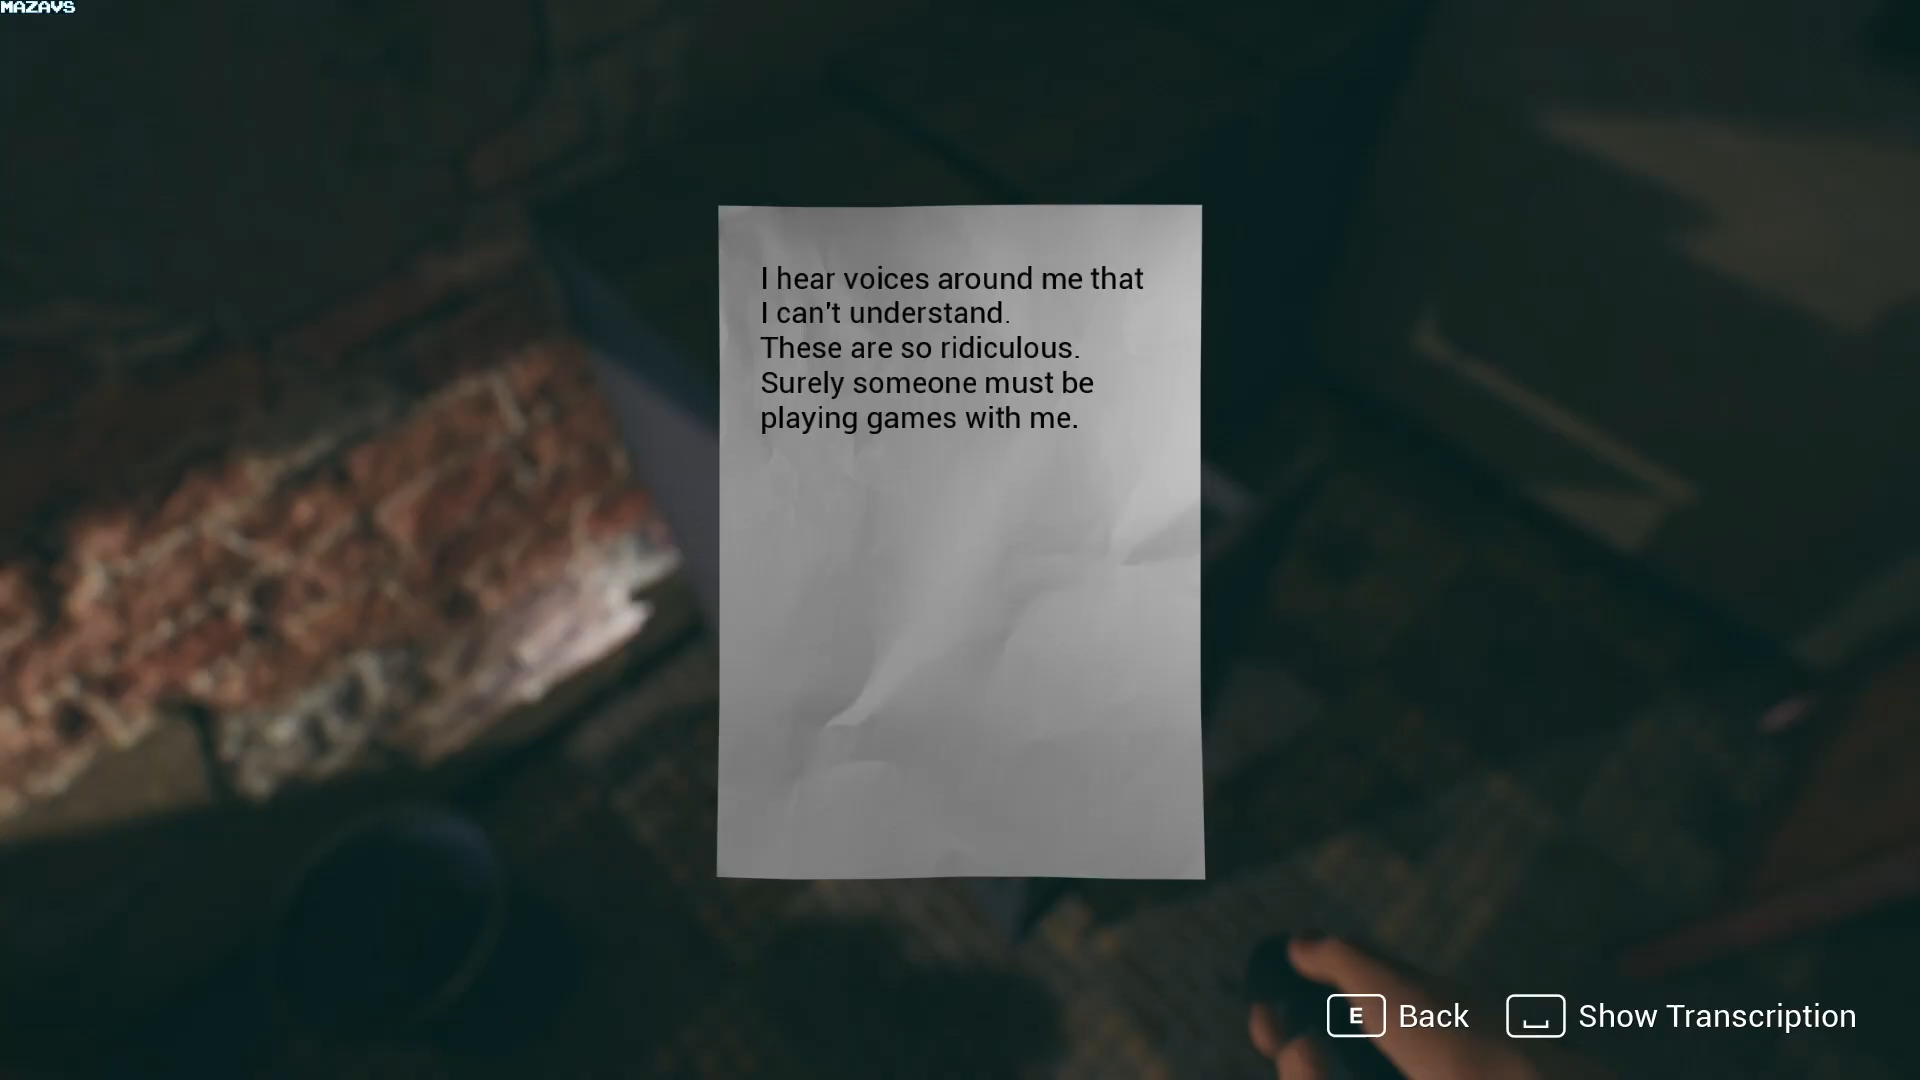 MAZAVS
I hear voices around me that
I can't understand.
These are so ridiculous.
Surely someone must be
playing games with me.
E Back
Show Transcription